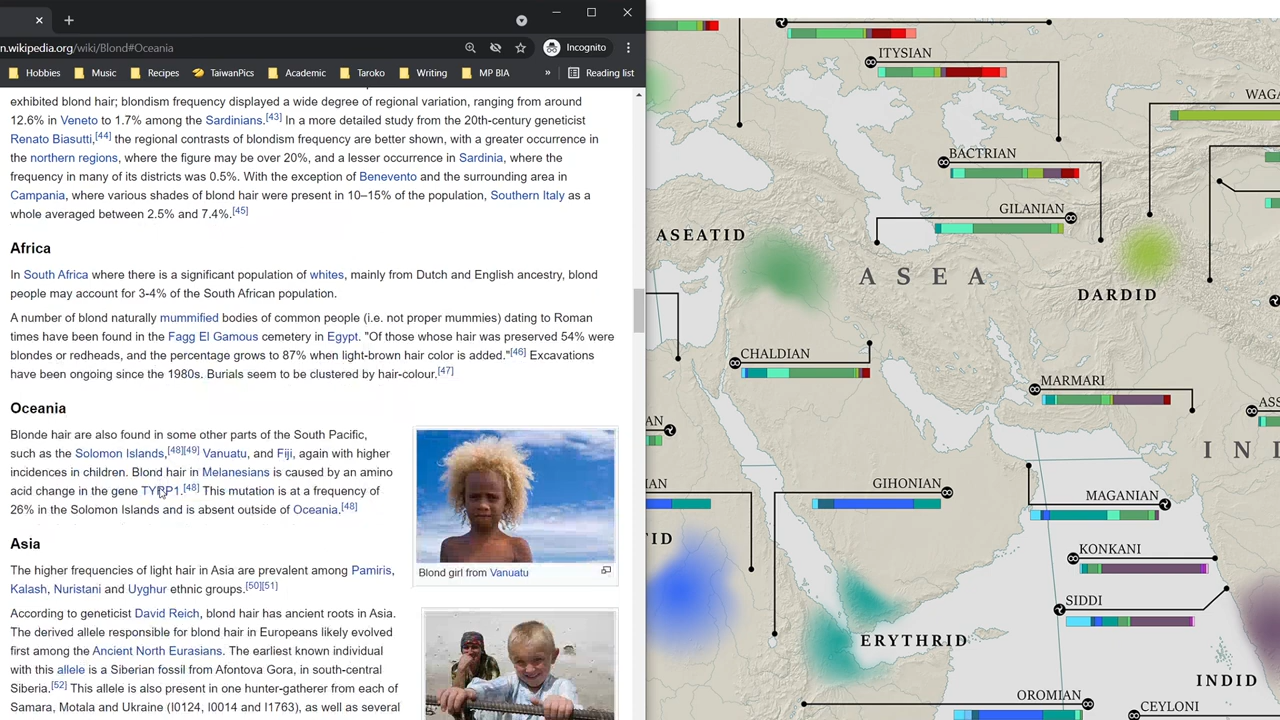 n.wikipedia.org/wiki/Blond#Oceania
Incognito
Hobbies
Music
Recipes
Politics
Academic
Taroko
Writing
MP BIA
»
Reading list
exhibited blond hair; blondism frequency displayed a wide degree of regional variation, ranging from around
12.6% in Veneto to 1.7% among the Sardinians.[43] In a more detailed study from the 20th-century geneticist
Renato Biasutti,[44] the regional contrasts of blondism frequency are better shown, with a greater occurrence in
the northern regions, where the figure may be over 20%, and a lesser occurrence in Sardinia, where the
frequency in many of its districts was 0.5%. With the exception of Benevento and the surrounding area in
Campania, where various shades of blond hair were present in 10–15% of the population, Southern Italy as a
whole averaged between 2.5% and 7.4%.[45]
Africa
In South Africa where there is a significant population of whites, mainly from Dutch and English ancestry, blond
people may account for 3-4% of the South African population.
A number of blond naturally mummified bodies of common people (i.e. not proper mummies) dating to Roman
times have been found in the Fagg El Gamous cemetery in Egypt. "Of those whose hair was preserved 54% were
blondes or redheads, and the percentage grows to 87% when light-brown hair color is added."[46] Excavations
have been ongoing since the 1980s. Burials seem to be clustered by hair-colour.[47]
Oceania
Blonde hair are also found in some other parts of the South Pacific,
such as the Solomon Islands,[48][49] Vanuatu, and Fiji, again with higher
incidences in children. Blond hair in Melanesians is caused by an amino
acid change in the gene TYRP1.[48] This mutation is at a frequency of
26% in the Solomon Islands and is absent outside of Oceania.[48]
Blond girl from Vanuatu
Asia
The higher frequencies of light hair in Asia are prevalent among Pamiris,
Kalash, Nuristani and Uyghur ethnic groups.[50][51]
According to geneticist David Reich, blond hair has ancient roots in Asia.
The derived allele responsible for blond hair in Europeans likely evolved
first among the Ancient North Eurasians. The earliest known individual
with this allele is a Siberian fossil from Afontova Gora, in south-central
Siberia.[52] This allele is also present in one hunter-gatherer from each of
Samara, Motala and Ukraine (I0124, I0014 and I1763), as well as several
ITYSIAN
WAGA
BACTRIAN
GILANIAN
ASEATID
ASEA
DARDID
CHALDIAN
MARMARI
ASS
AN
IND
IAN
GIHONIAN
MAGANIAN
TID
KONKANI
SIDDI
ERYTHRID
INDID
OROMIAN
CEYLONI